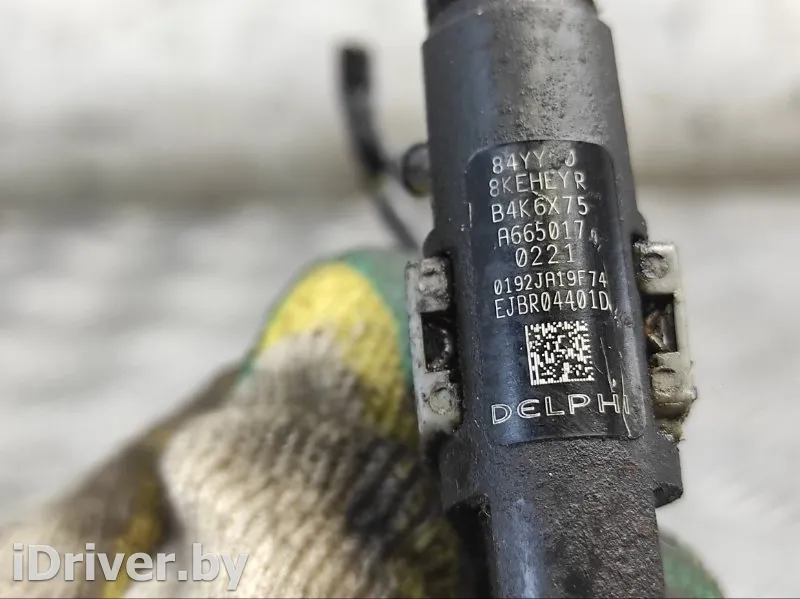 8KEHEYR
B4K6X75
A665017
0221
0192JA19F74
EJBR04401D
DELPHI
iDriver.by